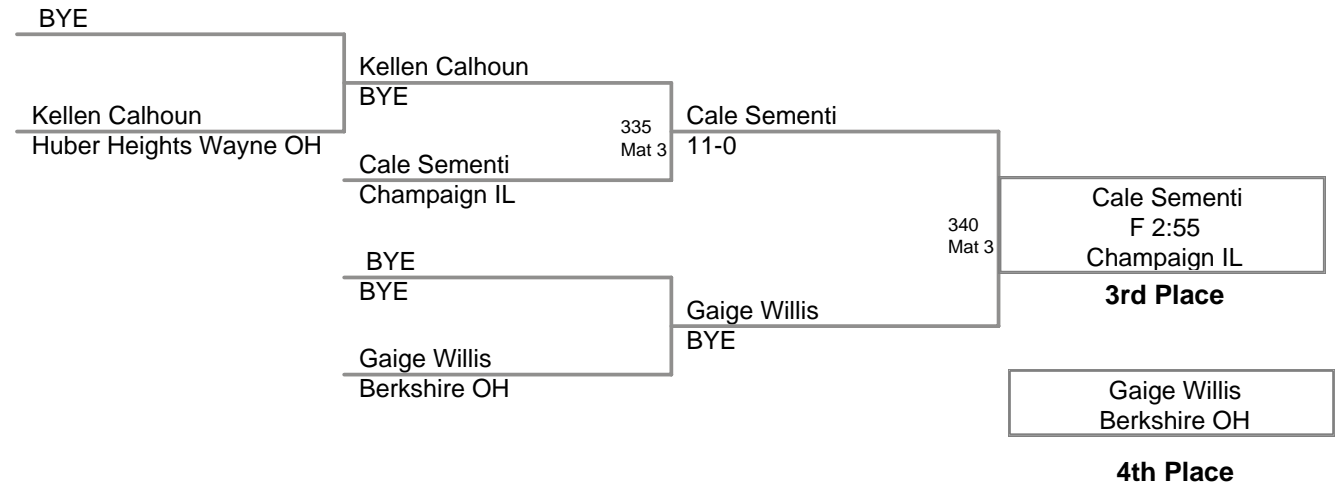 BYE
Kellen Calhoun
Huber Heights Wayne OH
Kellen Calhoun
BYE
Cale Sementi
Champaign IL
335
Mat 3
Cale Sementi
11-0
BYE
BYE
Gaige Willis
Berkshire OH
Gaige Willis
BYE
340
Mat 3
Cale Sementi
F 2:55
Champaign IL
3rd Place
Gaige Willis
Berkshire OH
4th Place